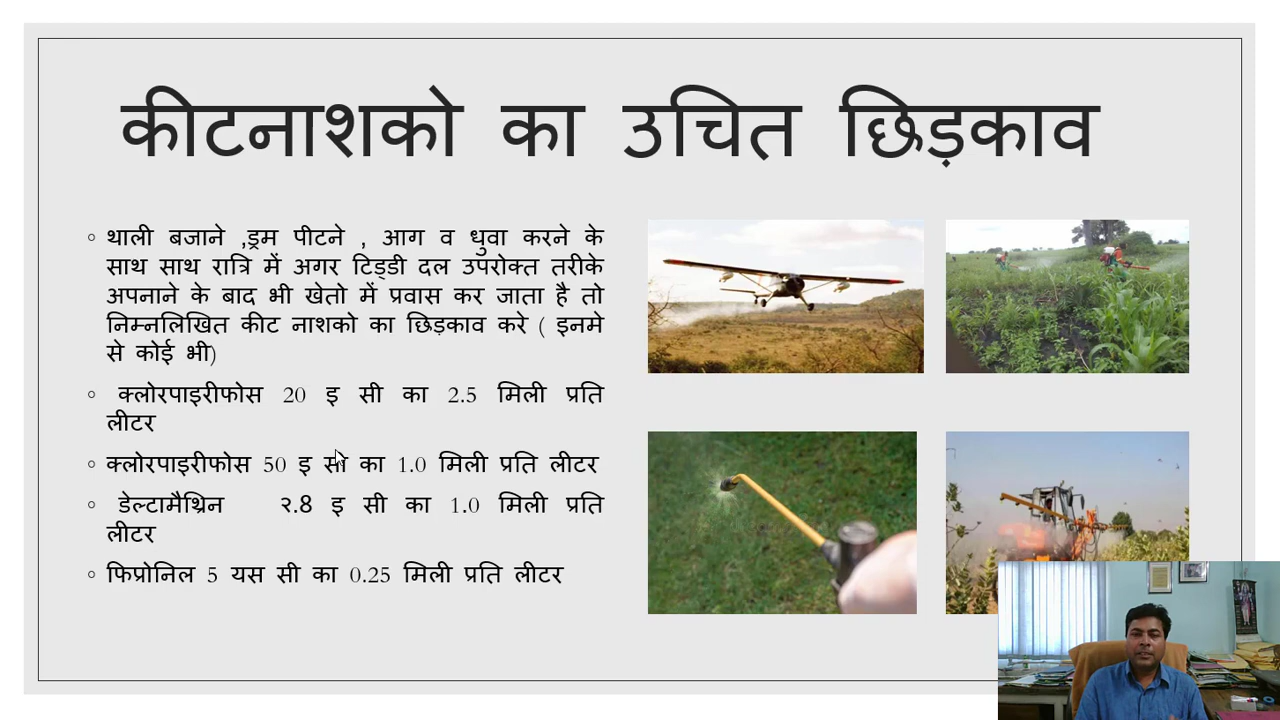 कीटनाशको का उचित छिड़काव
◦ थाली बजाने ,ड्रम पीटने , आग व धुवा करने के
साथ साथ रात्रि में अगर टिड्डी दल उपरोक्त तरीके
अपनाने के बाद भी खेतो में प्रवास कर जाता है तो
निम्नलिखित कीट नाशको का छिड़काव करे ( इनमे
से कोई भी)
◦ क्लोरपाइरीफोस 20 इ सी का 2.5 मिली प्रति
लीटर
◦ क्लोरपाइरीफोस 50 इ सी का 1.0 मिली प्रति लीटर
◦ डेल्टामैथ्रिन २.8 इ सी का 1.0 मिली प्रति
लीटर
◦ फिप्रोनिल 5 यस सी का 0.25 मिली प्रति लीटर